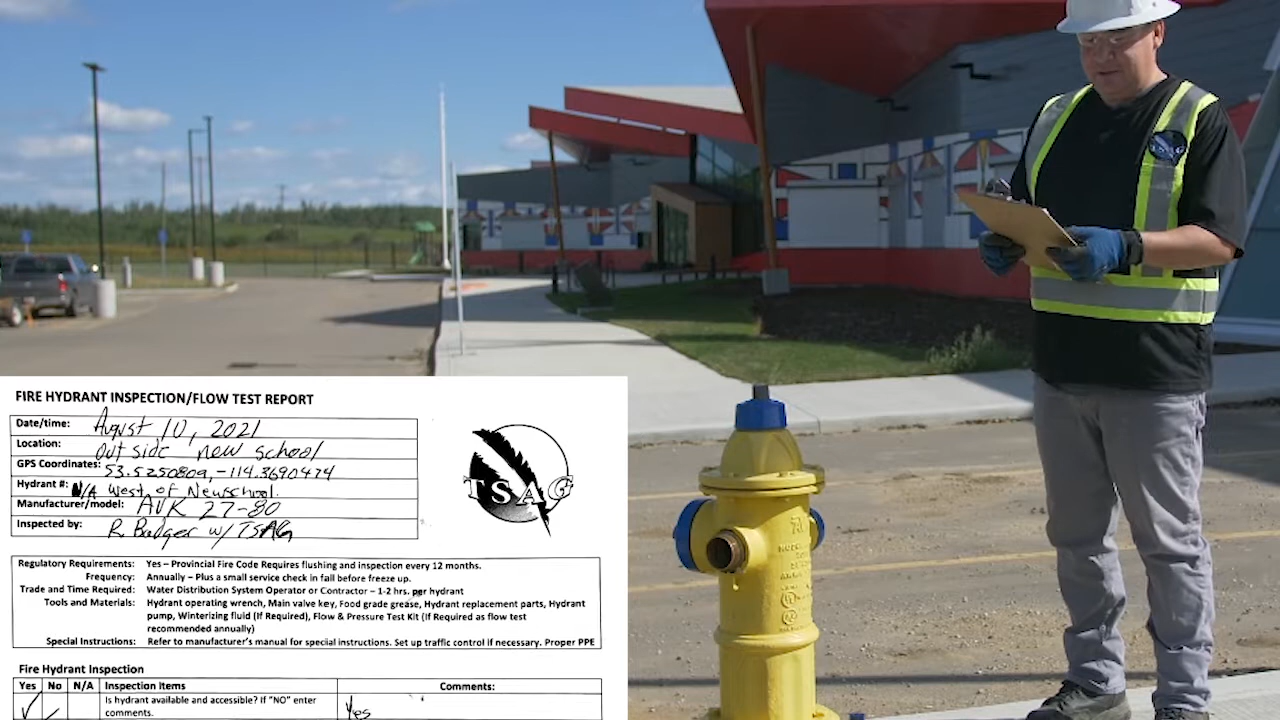 FIRE HYDRANT INSPECTION/FLOW TEST REPORT
Date/time: August 10, 2021
Location: out side new school
GPS Coordinates: 53.5250809, -114.3690474
Hydrant #: N/A West of New school.
Manufacturer/model: AVK 27-80
Inspected by: R. Badger w/ TSAG
TSAG
Regulatory Requirements: Yes – Provincial Fire Code Requires flushing and inspection every 12 months.
Frequency: Annually – Plus a small service check in fall before freeze up.
Trade and Time Required: Water Distribution System Operator or Contractor – 1-2 hrs. per hydrant
Tools and Materials: Hydrant operating wrench, Main valve key, Food grade grease, Hydrant replacement parts, Hydrant
pump, Winterizing fluid (If Required), Flow & Pressure Test Kit (If Required as flow test
recommended annually)
Special Instructions: Refer to manufacturer's manual for special instructions. Set up traffic control if necessary. Proper PPE
Fire Hydrant Inspection
Yes No N/A Inspection Items Comments:
Is hydrant available and accessible? If "NO" enter
comments. Yes
TSAG